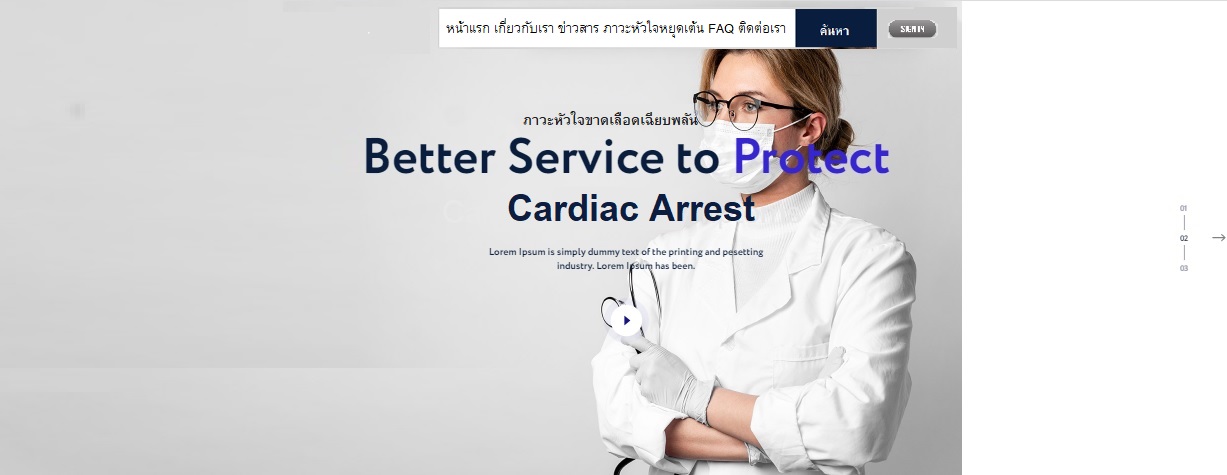 หน้าแรก เกี่ยวกับเรา ข่าวสาร ภาวะหัวใจหยุดเต้น FAQ ติดต่อเรา
ค้นหา
SIGN IN
ภาวะหัวใจขาดเลือดเฉียบพลัน
Better Service to Protect
Cardiac Arrest
Lorem Ipsum is simply dummy text of the printing and pesetting
industry. Lorem Ipsum has been.
01
02
03